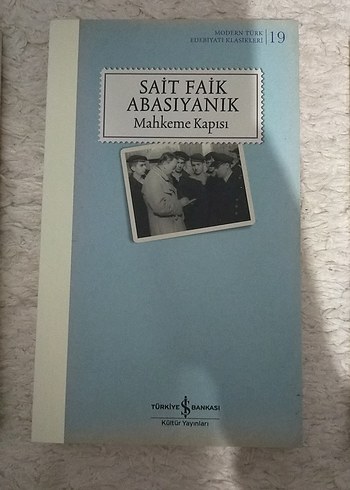 MODERN TÜRK
EDEBİYATI KLASİKLERİ | 19
SAİT FAİK
ABASIYANIK
Mahkeme Kapısı
TÜRKİYE İŞ BANKASI
Kültür Yayınları